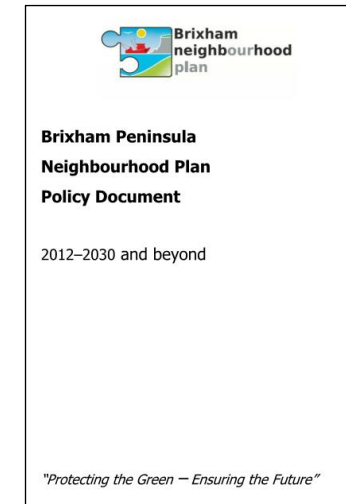 Brixham
neighbourhood
plan
Brixham Peninsula
Neighbourhood Plan
Policy Document
2012–2030 and beyond
“Protecting the Green – Ensuring the Future”